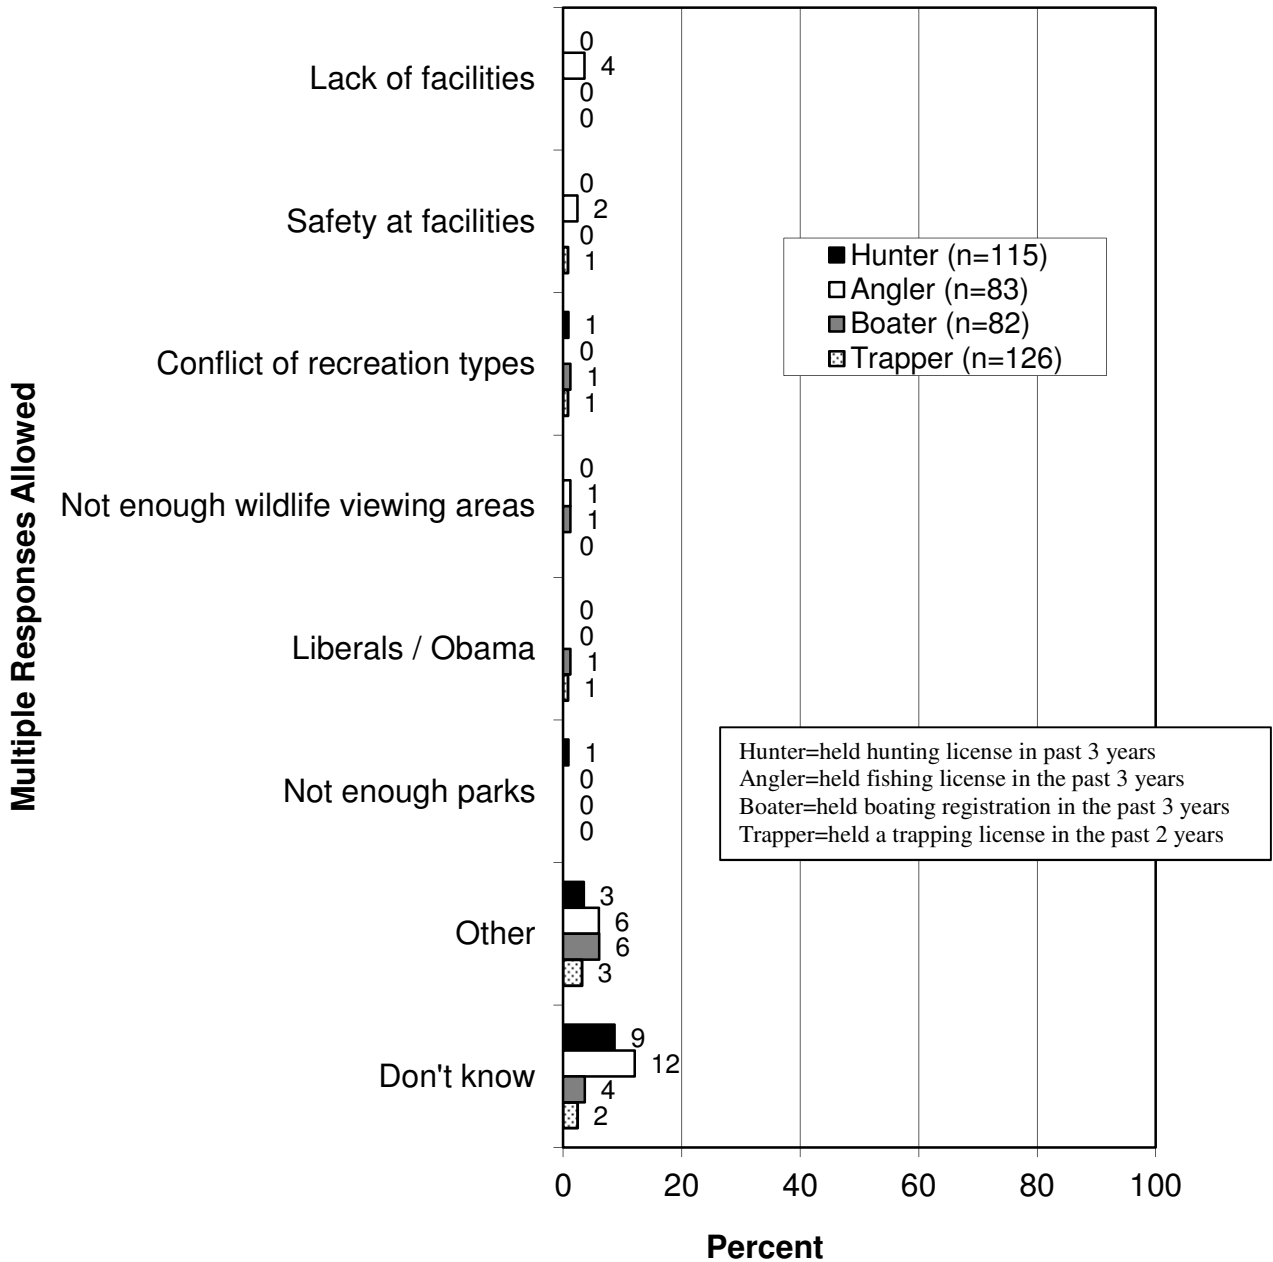 Multiple Responses Allowed
Lack of facilities
0
4
0
0
Safety at facilities
0
2
0
1
Conflict of recreation types
1
0
1
1
Not enough wildlife viewing areas
0
1
1
0
Liberals / Obama
0
0
1
1
Not enough parks
1
0
0
0
Other
3
6
6
3
Don't know
9
12
4
2
Hunter (n=115)
Angler (n=83)
Boater (n=82)
Trapper (n=126)
Hunter=held hunting license in past 3 years
Angler=held fishing license in the past 3 years
Boater=held boating registration in the past 3 years
Trapper=held a trapping license in the past 2 years
0 20 40 60 80 100
Percent